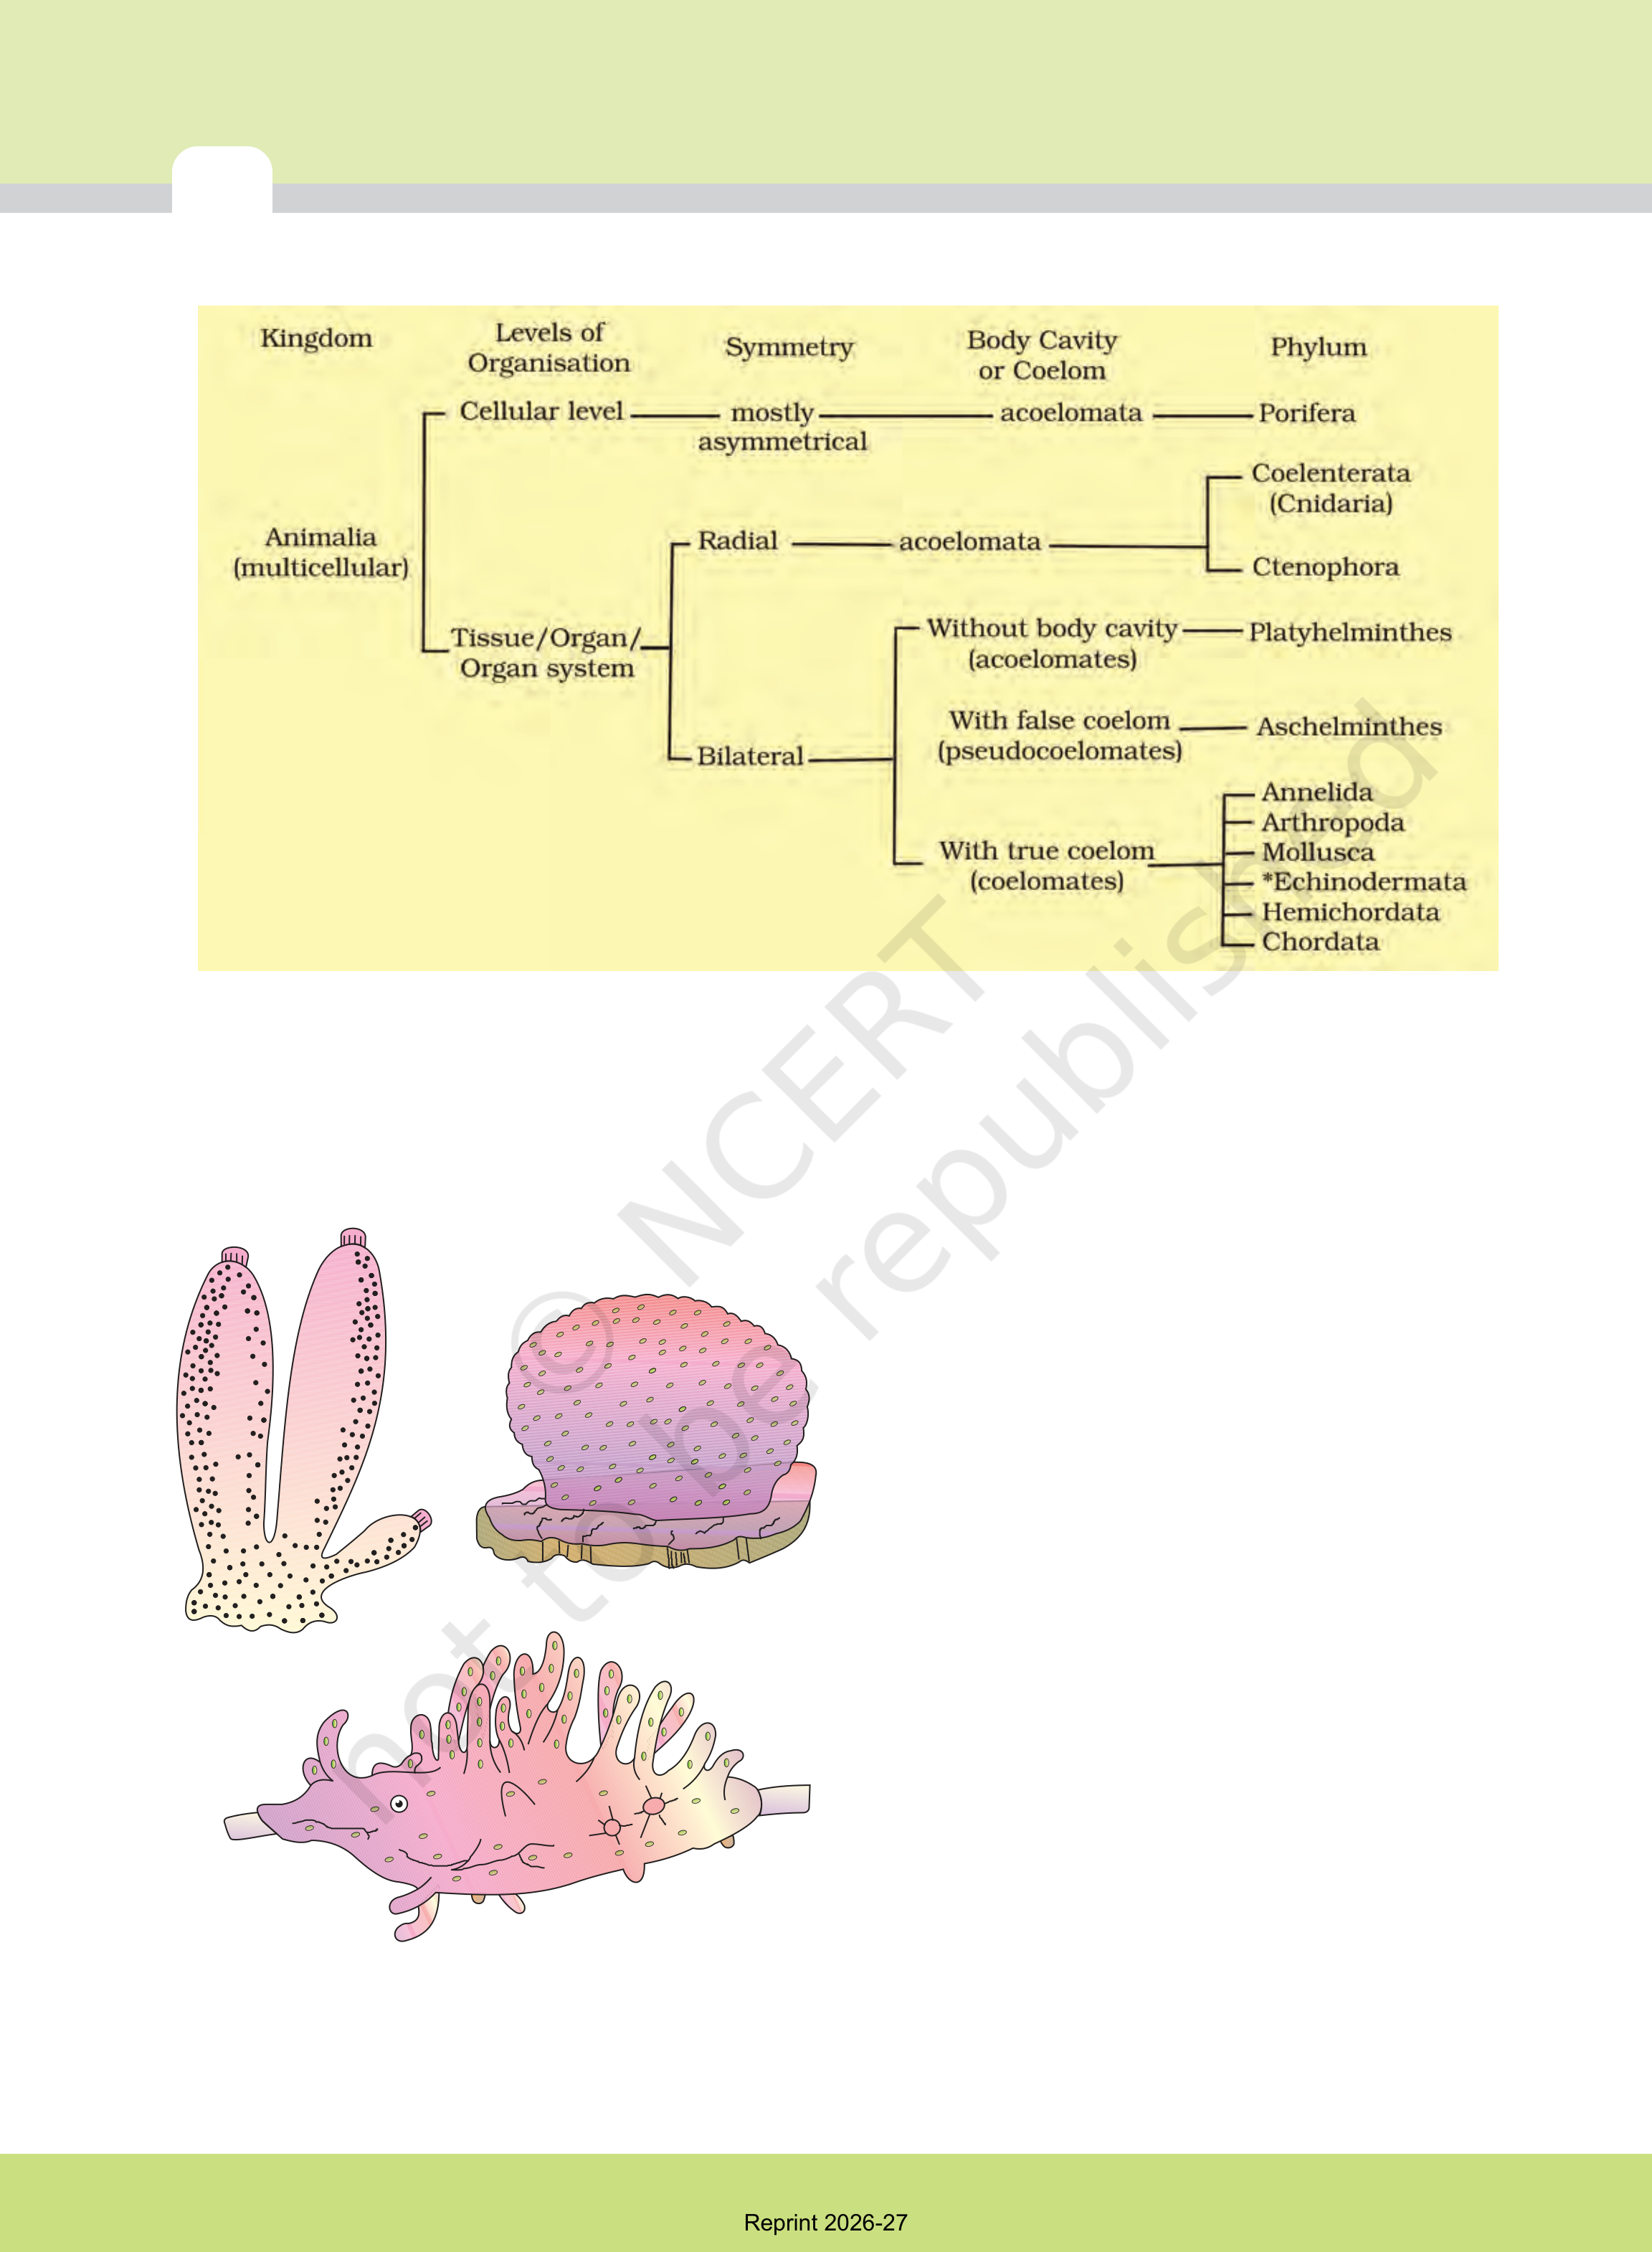 Kingdom
Levels of
Organisation
Symmetry
Body Cavity
or Coelom
Phylum
Cellular level
mostly
asymmetrical
acoelomata
Porifera
Coelenterata
(Cnidaria)
Animalia
(multicellular)
Radial
acoelomata
Ctenophora
Tissue/Organ/
Organ system
Without body cavity
(acoelomates)
Platyhelminthes
With false coelom
(pseudocoelomates)
Aschelminthes
Bilateral
Annelida
Arthropoda
Mollusca
With true coelom
(coelomates)
*Echinodermata
Hemichordata
Chordata
© NCERT
not to be republished
Reprint 2026-27